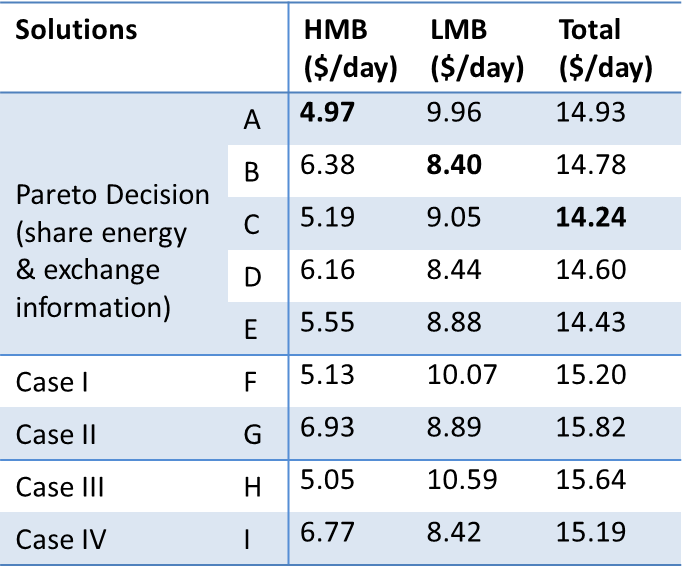 Solutions HMB LMB Total
($/day) ($/day) ($/day)
A 4.97 9.96 14.93
B 6.38 8.40 14.78
Pareto Decision
(share energy
& exchange
information)
C 5.19 9.05 14.24
D 6.16 8.44 14.60
E 5.55 8.88 14.43
Case I F 5.13 10.07 15.20
Case II G 6.93 8.89 15.82
Case III H 5.05 10.59 15.64
Case IV I 6.77 8.42 15.19